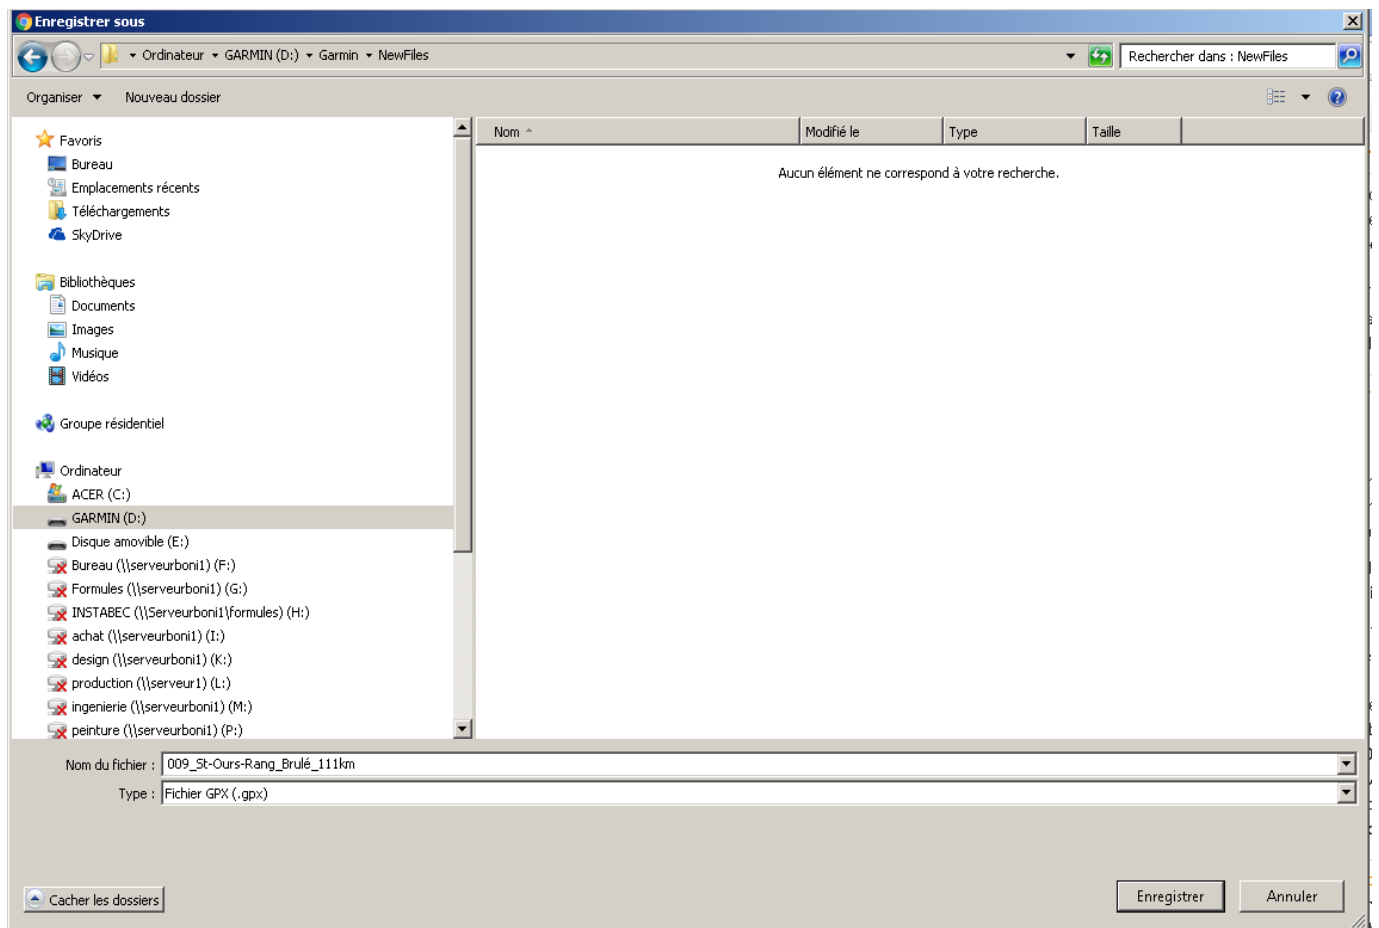 Enregistrer sous
Ordinateur GARMIN (D:) Garmin NewFiles Rechercher dans : NewFiles
Organiser Nouveau dossier
Nom Modifié le Type Taille
Aucun élément ne correspond à votre recherche.
Favoris
Bureau
Emplacements récents
Téléchargements
SkyDrive
Bibliothèques
Documents
Images
Musique
Vidéos
Groupe résidentiel
Ordinateur
ACER (C:)
GARMIN (D:)
Disque amovible (E:)
Bureau (\\serveurboni1) (F:)
Formules (\\serveurboni1) (G:)
INSTABEC (\\Serveurboni1\formules) (H:)
achat (\\serveurboni1) (I:)
design (\\serveurboni1) (K:)
production (\\serveur1) (L:)
ingenierie (\\serveurboni1) (M:)
peinture (\\serveurboni1) (P:)
Nom du fichier : 009_St-Ours-Rang_Brulé_111km
Type : Fichier GPX (.gpx)
Cacher les dossiers Enregistrer Annuler